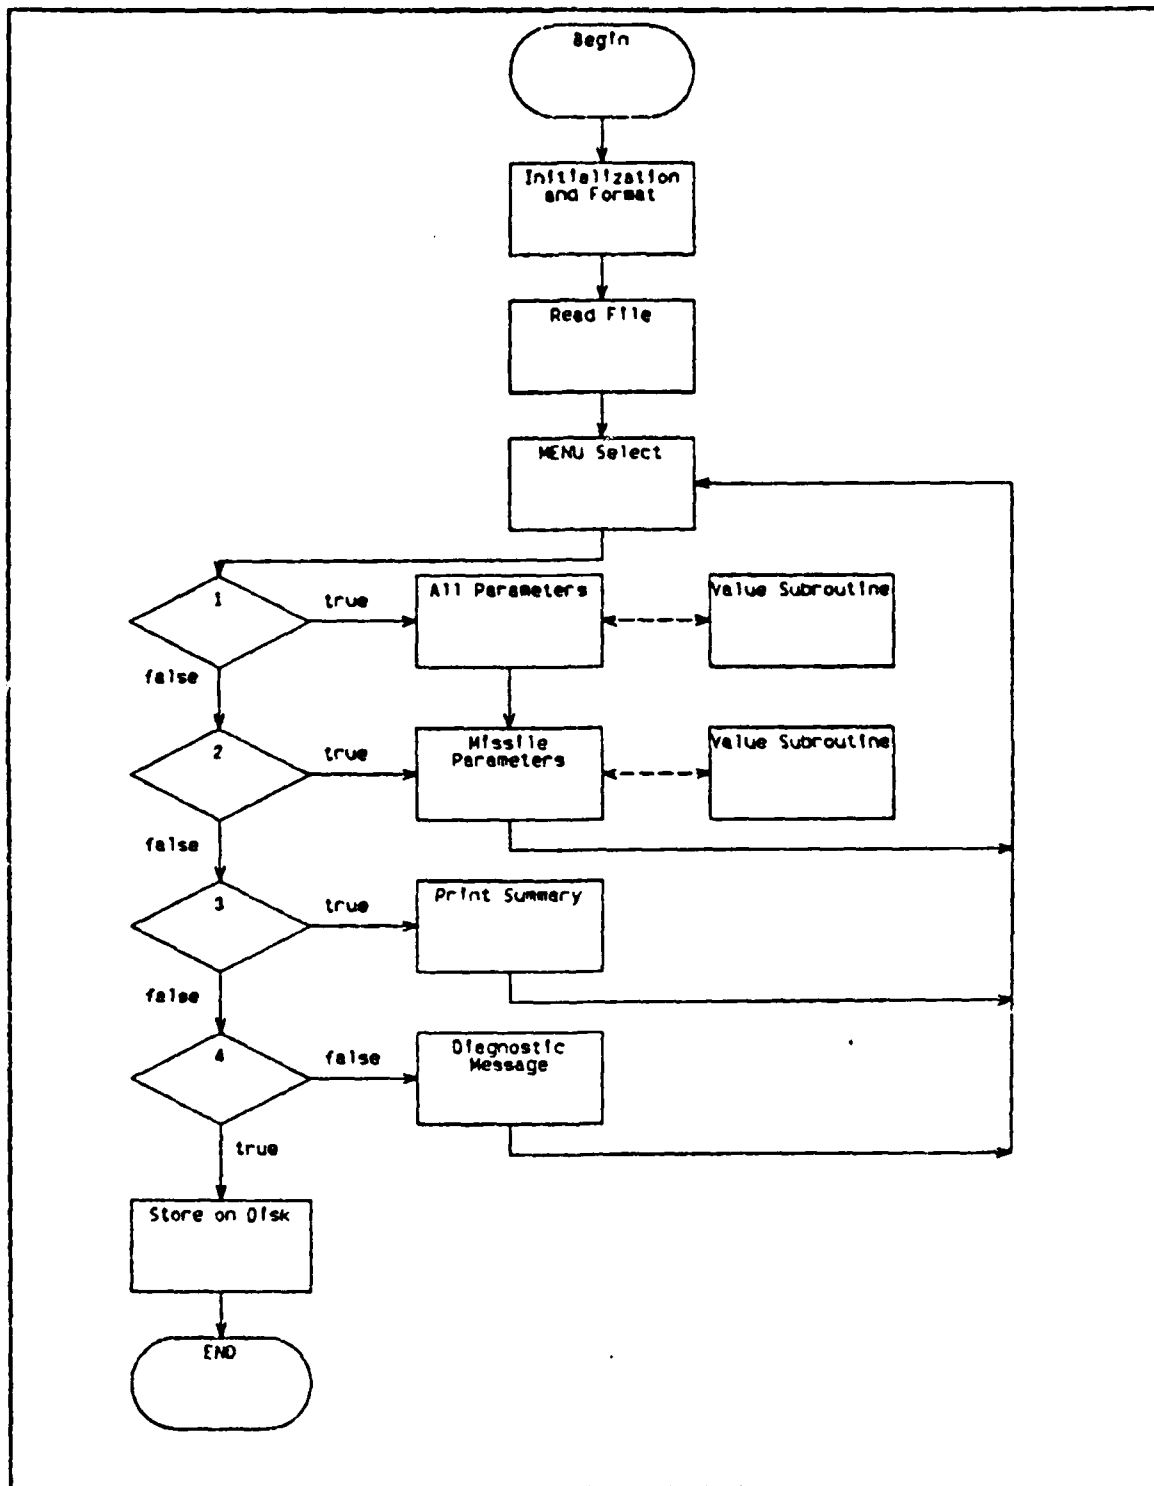 Begin
Initialization
and Format
Read File
MENU Select
1
true
All Parameters
Value Subroutine
false
2
true
Missile
Parameters
Value Subroutine
false
3
true
Print Summary
false
4
false
Diagnostic
Message
true
Store on Disk
END